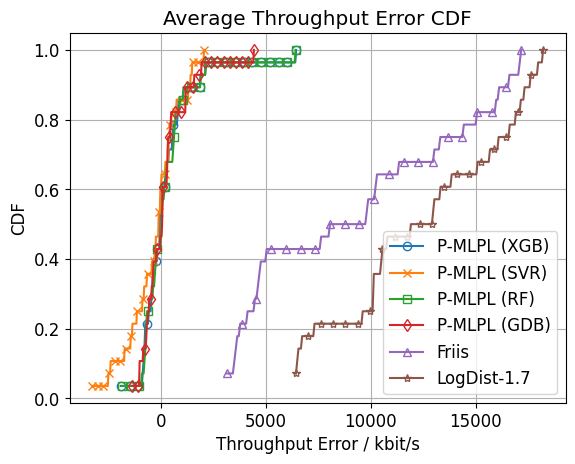 Average Throughput Error CDF
1.0
0.8
0.6
0.4
0.2
0.0
CDF
P-MLPL (XGB)
P-MLPL (SVR)
P-MLPL (RF)
P-MLPL (GDB)
Friis
LogDist-1.7
0 5000 10000 15000
Throughput Error / kbit/s